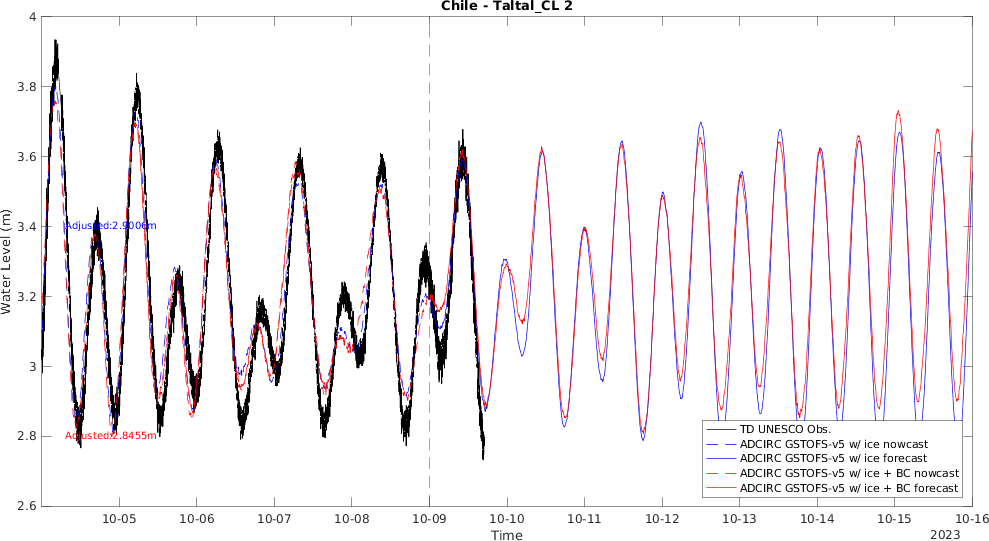 Chile - Taltal_CL 2
4
3.8
3.6
3.4
3.2
3
2.8
2.6
Water Level (m)
Adjusted:2.9006m
Adjusted:2.8455m
TD UNESCO Obs.
ADCIRC GSTOFS-v5 w/ ice nowcast
ADCIRC GSTOFS-v5 w/ ice forecast
ADCIRC GSTOFS-v5 w/ ice + BC nowcast
ADCIRC GSTOFS-v5 w/ ice + BC forecast
10-05 10-06 10-07 10-08 10-09 10-10 10-11 10-12 10-13 10-14 10-15 10-16
Time
2023